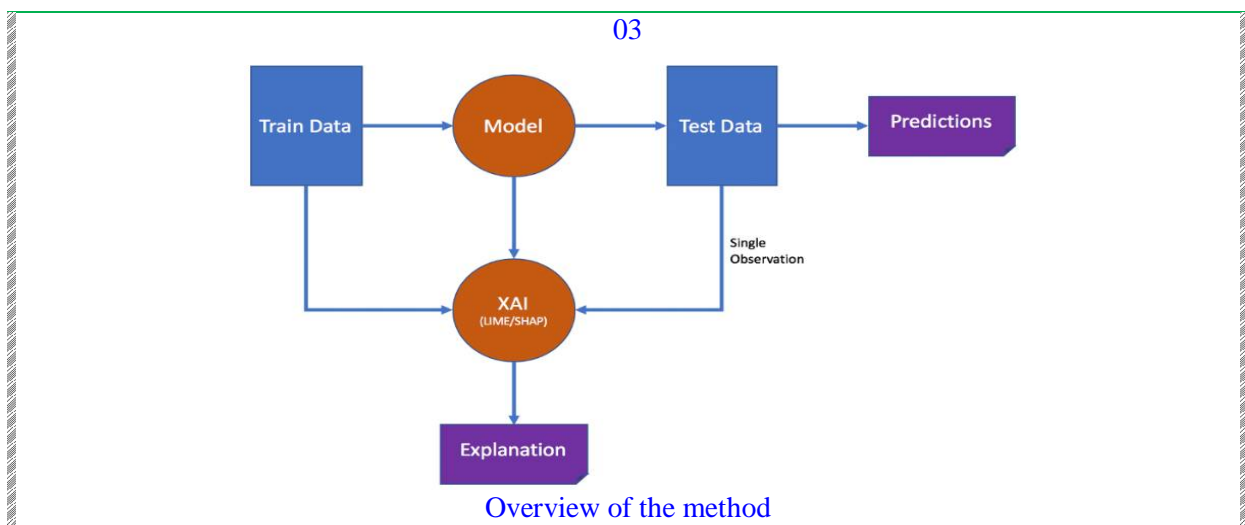 03
Train Data
Model
Test Data
Predictions
Single
Observation
XAI
(LIME/SHAP)
Explanation
Overview of the method